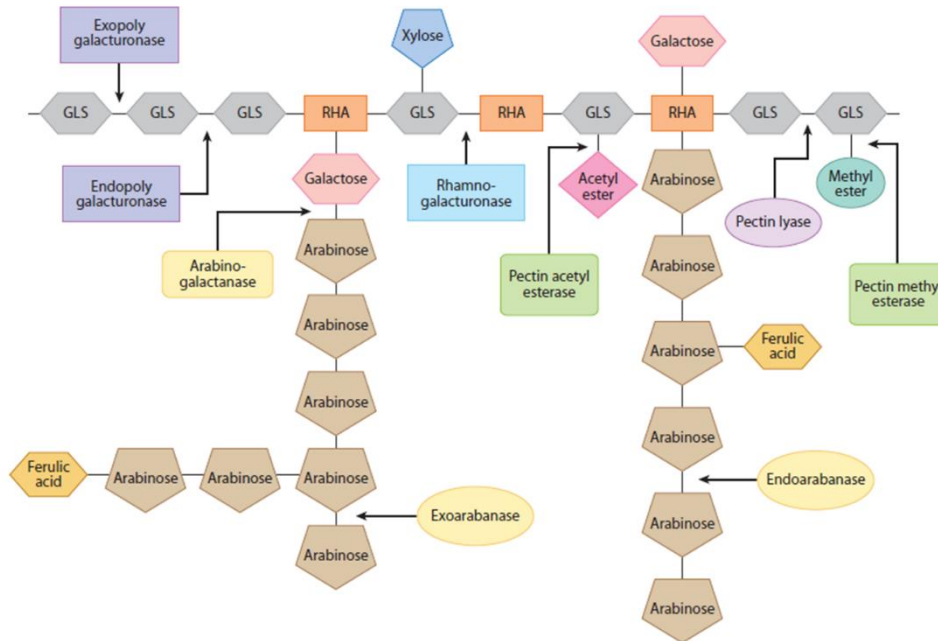 Exopoly
galacturonase
Xylose
Galactose
GLS
GLS
GLS
RHA
GLS
RHA
GLS
RHA
GLS
GLS
Endopoly
galacturonase
Galactose
Rhamno-
galacturonase
Acetyl
ester
Arabinose
Methyl
ester
Pectin lyase
Arabino-
galactanase
Arabinose
Pectin acetyl
esterase
Arabinose
Pectin methy
esterase
Arabinose
Arabinose
Ferulic
acid
Arabinose
Arabinose
Ferulic
acid
Arabinose
Arabinose
Arabinose
Endoarabanase
Exoarabanase
Arabinose
Arabinose
Arabinose